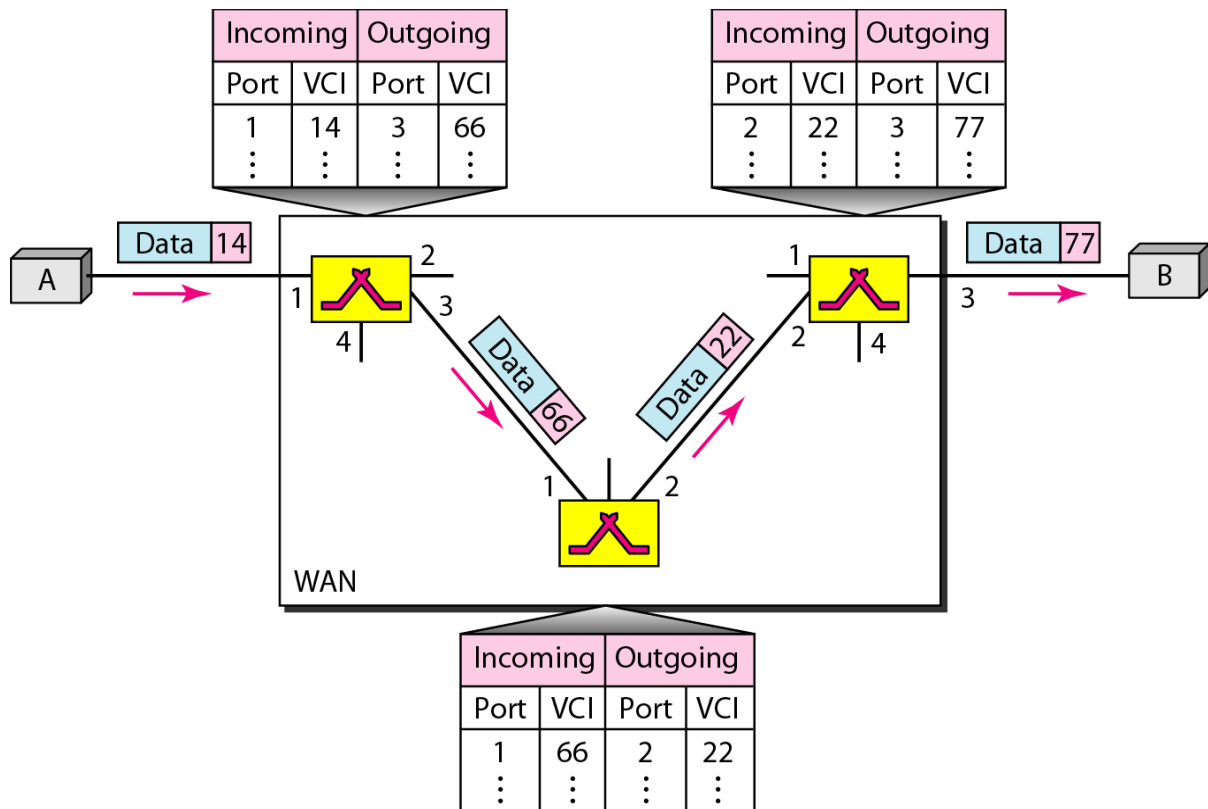 Incoming Outgoing
Port VCI Port VCI
1 14 3 66
⋮ ⋮ ⋮ ⋮
Incoming Outgoing
Port VCI Port VCI
2 22 3 77
⋮ ⋮ ⋮ ⋮
A
Data 14
1
2
3
4
Data 66
1
2
Data 22
1
2
3
4
Data 77
B
WAN
Incoming Outgoing
Port VCI Port VCI
1 66 2 22
⋮ ⋮ ⋮ ⋮